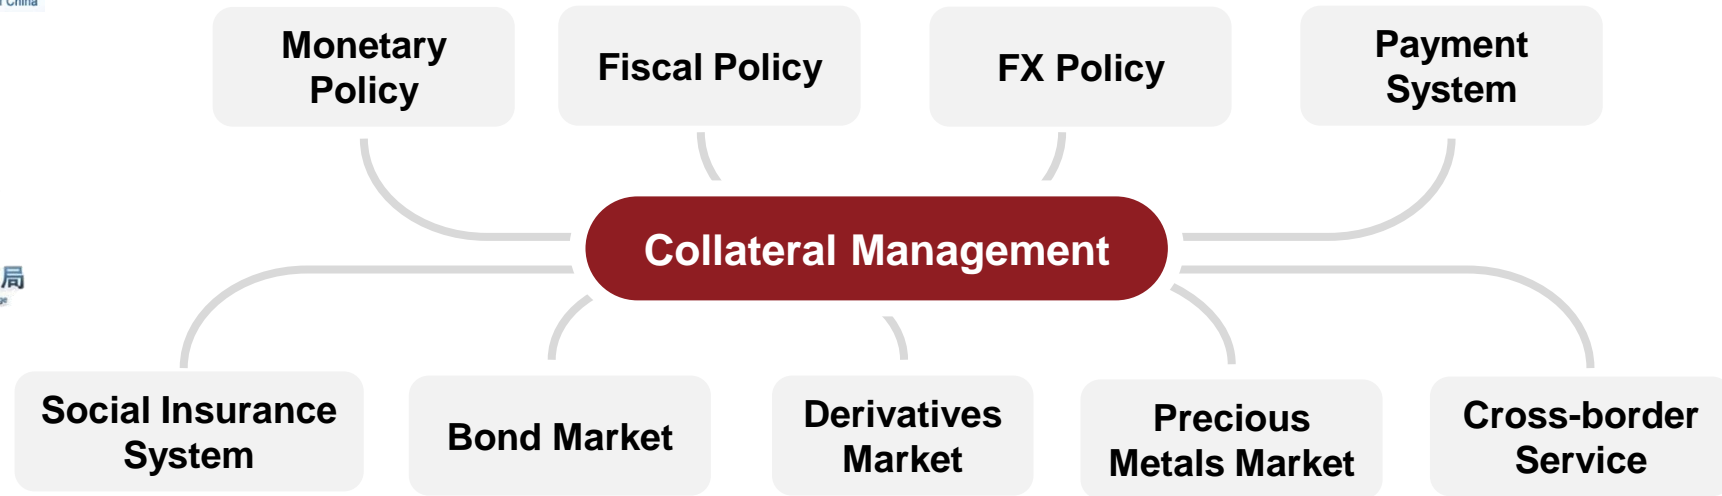 China
Monetary
Policy
Fiscal Policy
FX Policy
Payment
System
Collateral Management
局
Social Insurance
System
Bond Market
Derivatives
Market
Precious
Metals Market
Cross-border
Service